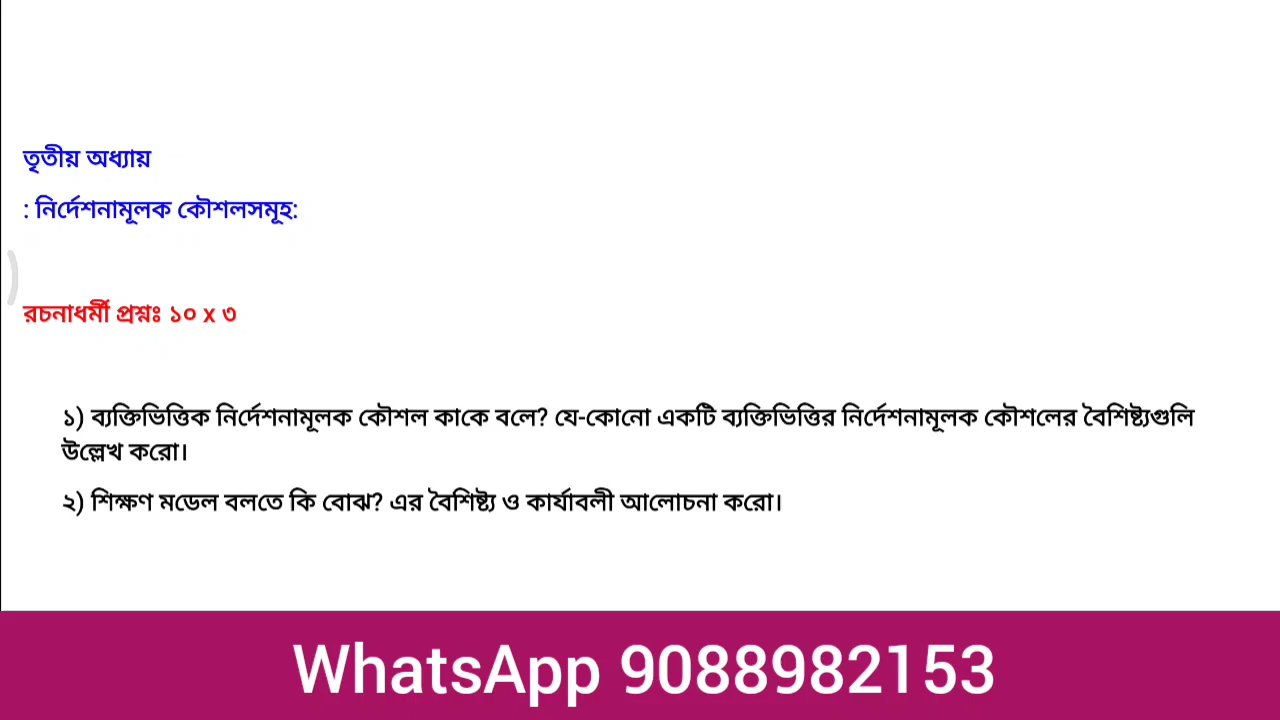 তৃতীয় অধ্যায়
: নির্দেশনামূলক কৌশলসমূহ:
রচনাধর্মী প্রশ্নঃ ১০ x ৩
১) ব্যক্তিভিত্তিক নির্দেশনামূলক কৌশল কাকে বলে? যে-কোনো একটি ব্যক্তিভিত্তির নির্দেশনামূলক কৌশলের বৈশিষ্ট্যগুলি
উল্লেখ করো।
২) শিক্ষণ মডেল বলতে কি বোঝ? এর বৈশিষ্ট্য ও কার্যাবলী আলোচনা করো।
WhatsApp 9088982153